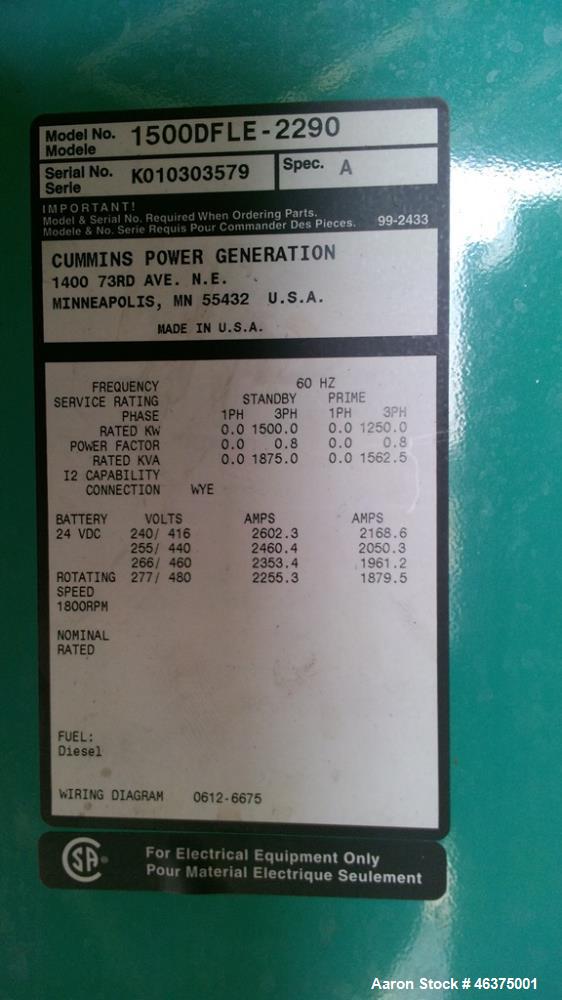 Model No. 1500DFLE-2290
Modele
Serial No. K010303579 Spec. A
Serie
IMPORTANT!
Model & Serial No. Required When Ordering Parts.
Modele & No. Serie Requis Pour Commander Des Pieces. 99-2433
CUMMINS POWER GENERATION
1400 73RD AVE. N.E.
MINNEAPOLIS, MN 55432 U.S.A.
MADE IN U.S.A.
FREQUENCY 60 HZ
SERVICE RATING STANDBY PRIME
PHASE 1PH 3PH 1PH 3PH
RATED KW 0.0 1500.0 0.0 1250.0
POWER FACTOR 0.0 0.8 0.0 0.8
RATED KVA 0.0 1875.0 0.0 1562.5
I2 CAPABILITY
CONNECTION WYE
BATTERY VOLTS AMPS AMPS
24 VDC 240/ 416 2602.3 2168.6
255/ 440 2460.4 2050.3
266/ 460 2353.4 1961.2
ROTATING 277/ 480 2255.3 1879.5
SPEED
1800RPM
NOMINAL
RATED
FUEL:
Diesel
WIRING DIAGRAM 0612-6675
CSA®
For Electrical Equipment Only
Pour Material Electrique Seulement
Aaron Stock # 46375001